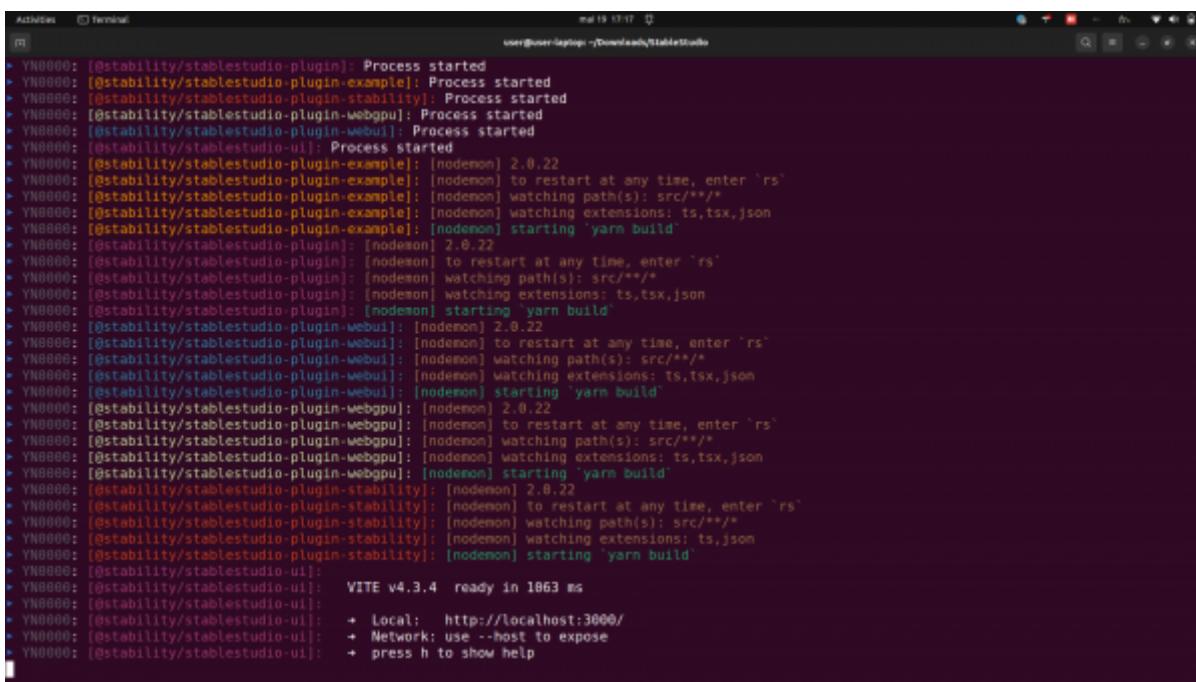 Activities Terminal mai 19 17:17
user@user-laptop: ~/Downloads/StableStudio
▶ YN0000: [@stability/stablestudio-plugin]: Process started
▶ YN0000: [@stability/stablestudio-plugin-example]: Process started
▶ YN0000: [@stability/stablestudio-plugin-stability]: Process started
▶ YN0000: [@stability/stablestudio-plugin-webgpu]: Process started
▶ YN0000: [@stability/stablestudio-plugin-webui]: Process started
▶ YN0000: [@stability/stablestudio-ui]: Process started
▶ YN0000: [@stability/stablestudio-plugin-example]: [nodemon] 2.0.22
▶ YN0000: [@stability/stablestudio-plugin-example]: [nodemon] to restart at any time, enter `rs`
▶ YN0000: [@stability/stablestudio-plugin-example]: [nodemon] watching path(s): src/**/*
▶ YN0000: [@stability/stablestudio-plugin-example]: [nodemon] watching extensions: ts,tsx,json
▶ YN0000: [@stability/stablestudio-plugin-example]: [nodemon] starting `yarn build`
▶ YN0000: [@stability/stablestudio-plugin]: [nodemon] 2.0.22
▶ YN0000: [@stability/stablestudio-plugin]: [nodemon] to restart at any time, enter `rs`
▶ YN0000: [@stability/stablestudio-plugin]: [nodemon] watching path(s): src/**/*
▶ YN0000: [@stability/stablestudio-plugin]: [nodemon] watching extensions: ts,tsx,json
▶ YN0000: [@stability/stablestudio-plugin]: [nodemon] starting `yarn build`
▶ YN0000: [@stability/stablestudio-plugin-webui]: [nodemon] 2.0.22
▶ YN0000: [@stability/stablestudio-plugin-webui]: [nodemon] to restart at any time, enter `rs`
▶ YN0000: [@stability/stablestudio-plugin-webui]: [nodemon] watching path(s): src/**/*
▶ YN0000: [@stability/stablestudio-plugin-webui]: [nodemon] watching extensions: ts,tsx,json
▶ YN0000: [@stability/stablestudio-plugin-webui]: [nodemon] starting `yarn build`
▶ YN0000: [@stability/stablestudio-plugin-webgpu]: [nodemon] 2.0.22
▶ YN0000: [@stability/stablestudio-plugin-webgpu]: [nodemon] to restart at any time, enter `rs`
▶ YN0000: [@stability/stablestudio-plugin-webgpu]: [nodemon] watching path(s): src/**/*
▶ YN0000: [@stability/stablestudio-plugin-webgpu]: [nodemon] watching extensions: ts,tsx,json
▶ YN0000: [@stability/stablestudio-plugin-webgpu]: [nodemon] starting `yarn build`
▶ YN0000: [@stability/stablestudio-plugin-stability]: [nodemon] 2.0.22
▶ YN0000: [@stability/stablestudio-plugin-stability]: [nodemon] to restart at any time, enter `rs`
▶ YN0000: [@stability/stablestudio-plugin-stability]: [nodemon] watching path(s): src/**/*
▶ YN0000: [@stability/stablestudio-plugin-stability]: [nodemon] watching extensions: ts,json
▶ YN0000: [@stability/stablestudio-plugin-stability]: [nodemon] starting `yarn build`
▶ YN0000: [@stability/stablestudio-ui]:
▶ YN0000: [@stability/stablestudio-ui]: VITE v4.3.4 ready in 1063 ms
▶ YN0000: [@stability/stablestudio-ui]:
▶ YN0000: [@stability/stablestudio-ui]: ➜ Local: http://localhost:3000/
▶ YN0000: [@stability/stablestudio-ui]: ➜ Network: use --host to expose
▶ YN0000: [@stability/stablestudio-ui]: ➜ press h to show help